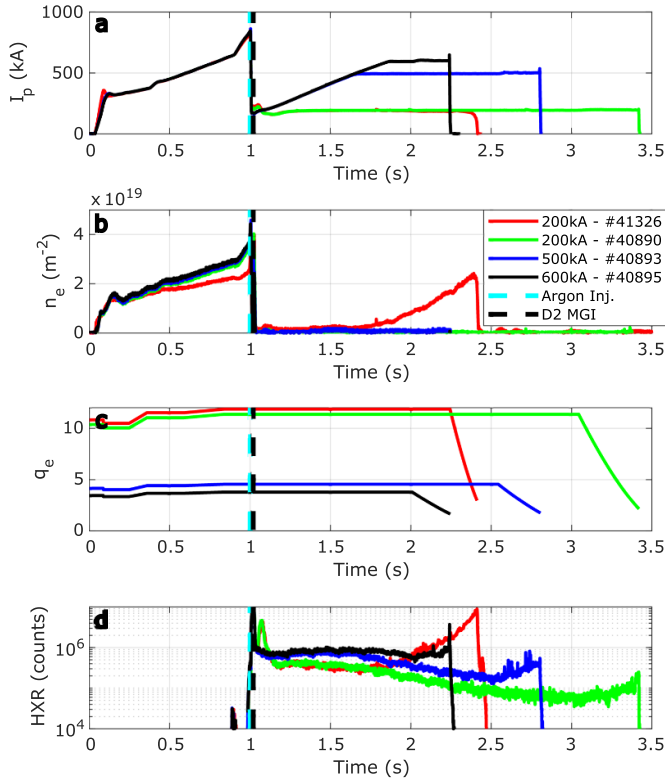 a
I_p (kA)
1000
500
0
0 0.5 1 1.5 2 2.5 3 3.5
Time (s)
x 10^19
b
n_e (m^-2)
4
2
0
200kA - #41326
200kA - #40890
500kA - #40893
600kA - #40895
Argon Inj.
D2 MGI
0 0.5 1 1.5 2 2.5 3 3.5
Time (s)
c
q_e
10
5
0
0 0.5 1 1.5 2 2.5 3 3.5
Time (s)
d
HXR (counts)
10^6
10^4
0 0.5 1 1.5 2 2.5 3 3.5
Time (s)